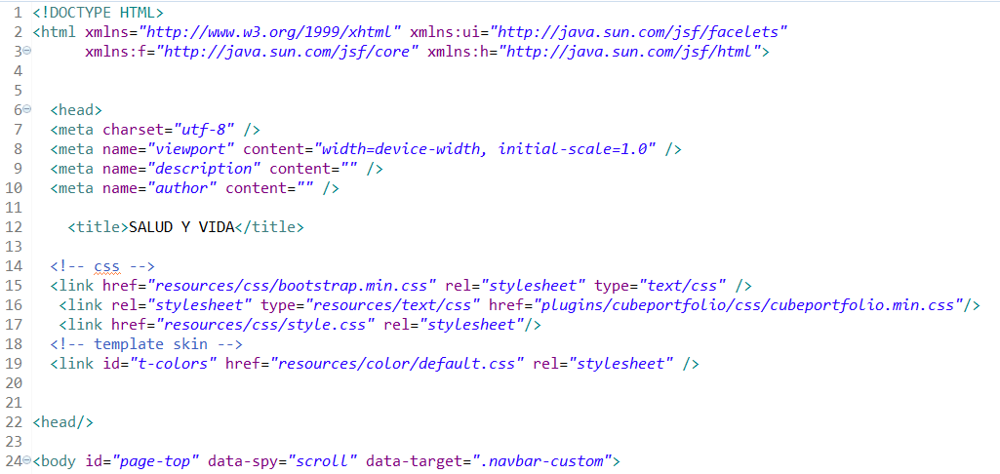 1 <!DOCTYPE HTML>
2 <html xmlns="http://www.w3.org/1999/xhtml" xmlns:ui="http://java.sun.com/jsf/facelets"
3 xmlns:f="http://java.sun.com/jsf/core" xmlns:h="http://java.sun.com/jsf/html">
4
5
6 <head>
7 <meta charset="utf-8" />
8 <meta name="viewport" content="width=device-width, initial-scale=1.0" />
9 <meta name="description" content="" />
10 <meta name="author" content="" />
11
12 <title>SALUD Y VIDA</title>
13
14 <!-- css -->
15 <link href="resources/css/bootstrap.min.css" rel="stylesheet" type="text/css" />
16 <link rel="stylesheet" type="resources/text/css" href="plugins/cubeportfolio/css/cubeportfolio.min.css"/>
17 <link href="resources/css/style.css" rel="stylesheet"/>
18 <!-- template skin -->
19 <link id="t-colors" href="resources/color/default.css" rel="stylesheet" />
20
21
22 <head/>
23
24 <body id="page-top" data-spy="scroll" data-target=".navbar-custom">